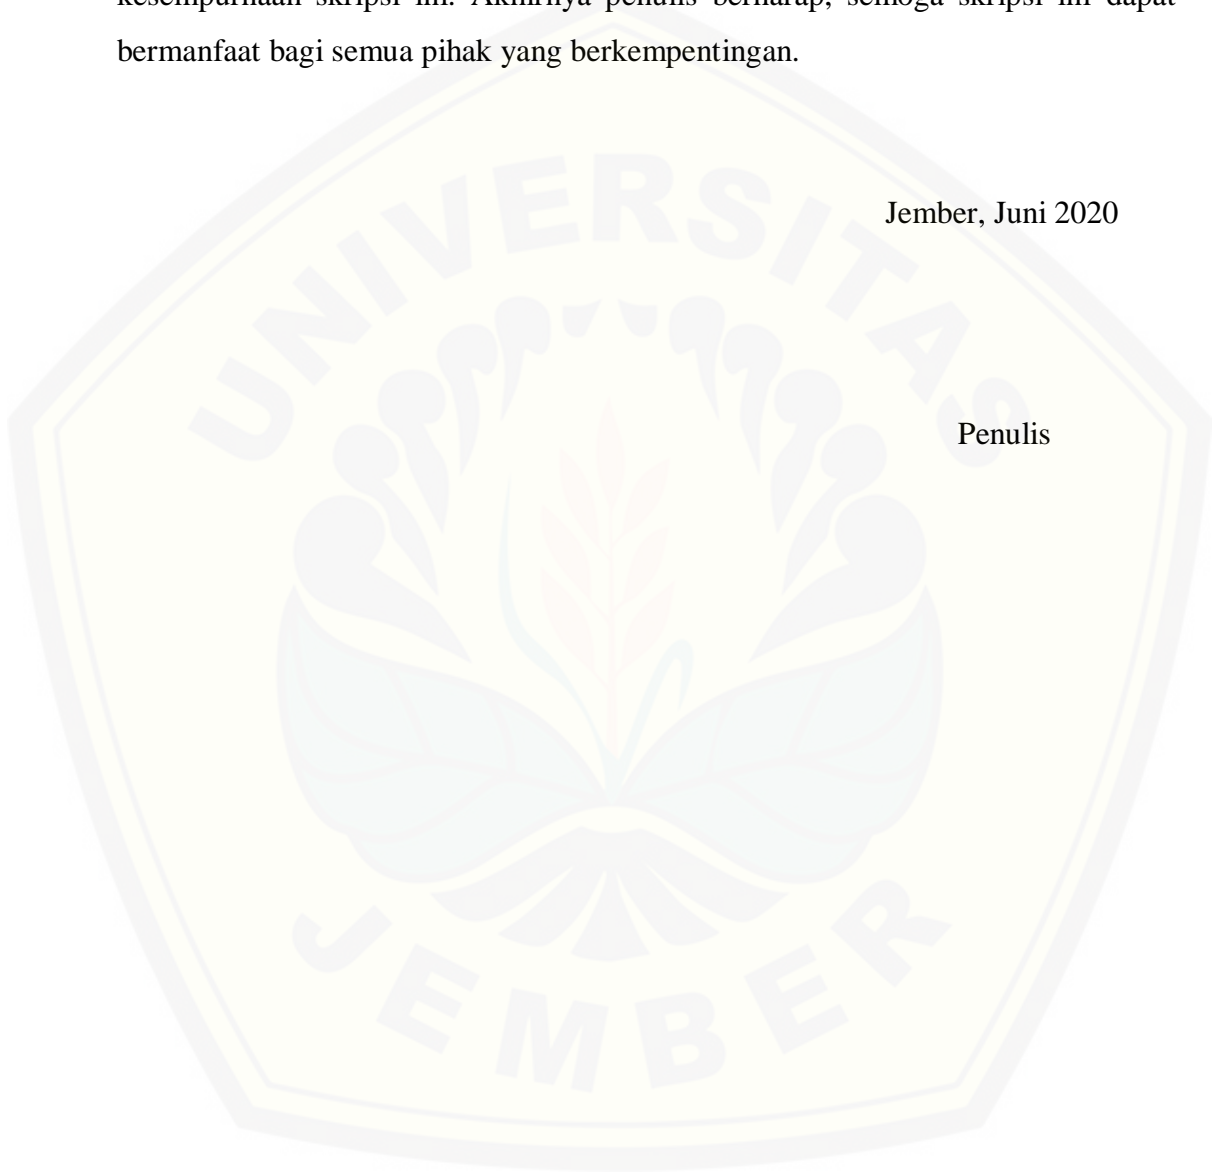 kesempurnaan skripsi ini. Akhirnya penulis berharap, semoga skripsi ini dapat
bermanfaat bagi semua pihak yang berkempentingan.
Jember, Juni 2020
Penulis
UNIVERSITAS
JEMBER